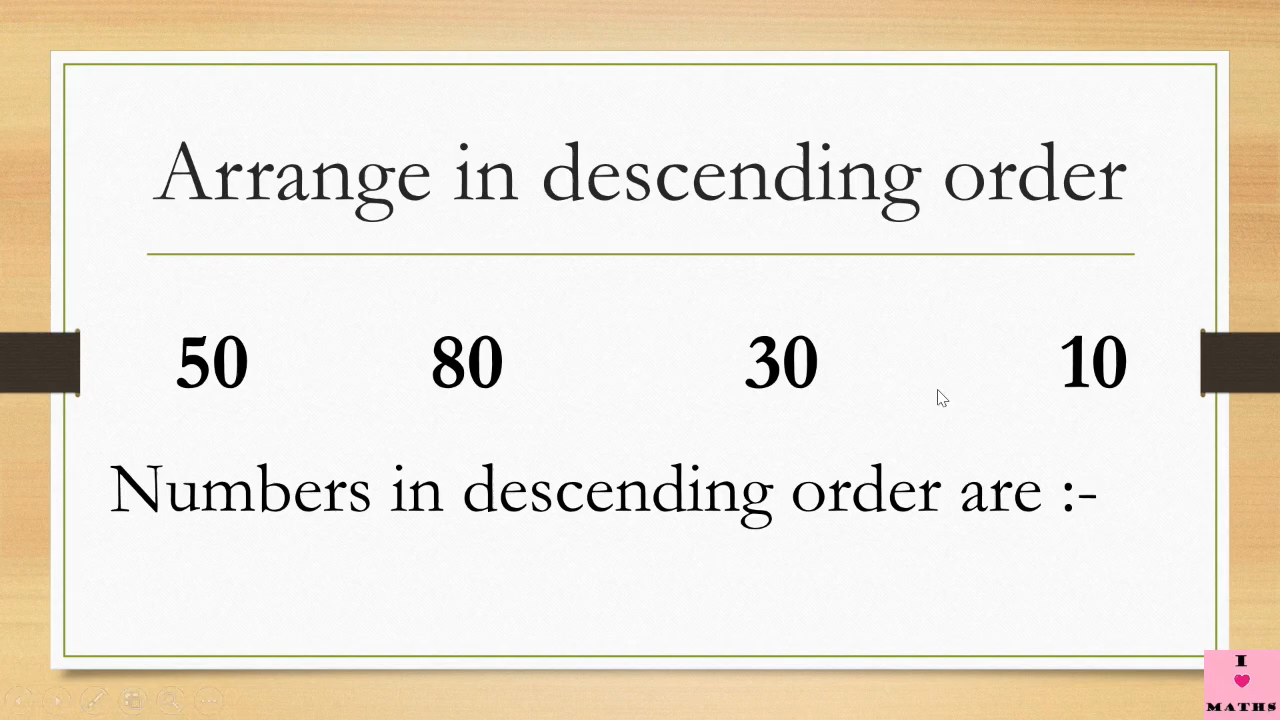 Arrange in descending order
50 80 30 10
Numbers in descending order are :-
I
MATHS